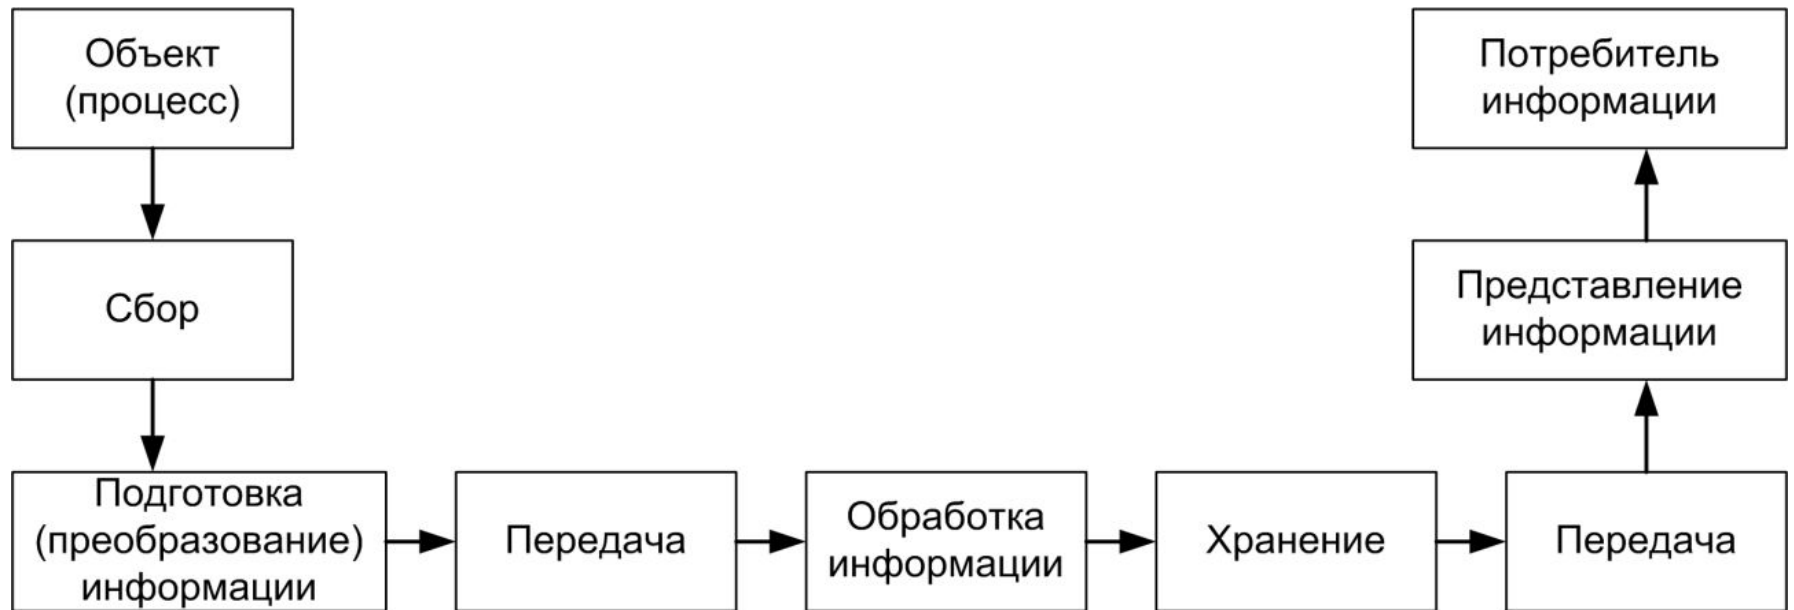 Объект
(процесс)
Сбор
Подготовка
(преобразование)
информации
Передача
Обработка
информации
Хранение
Передача
Представление
информации
Потребитель
информации